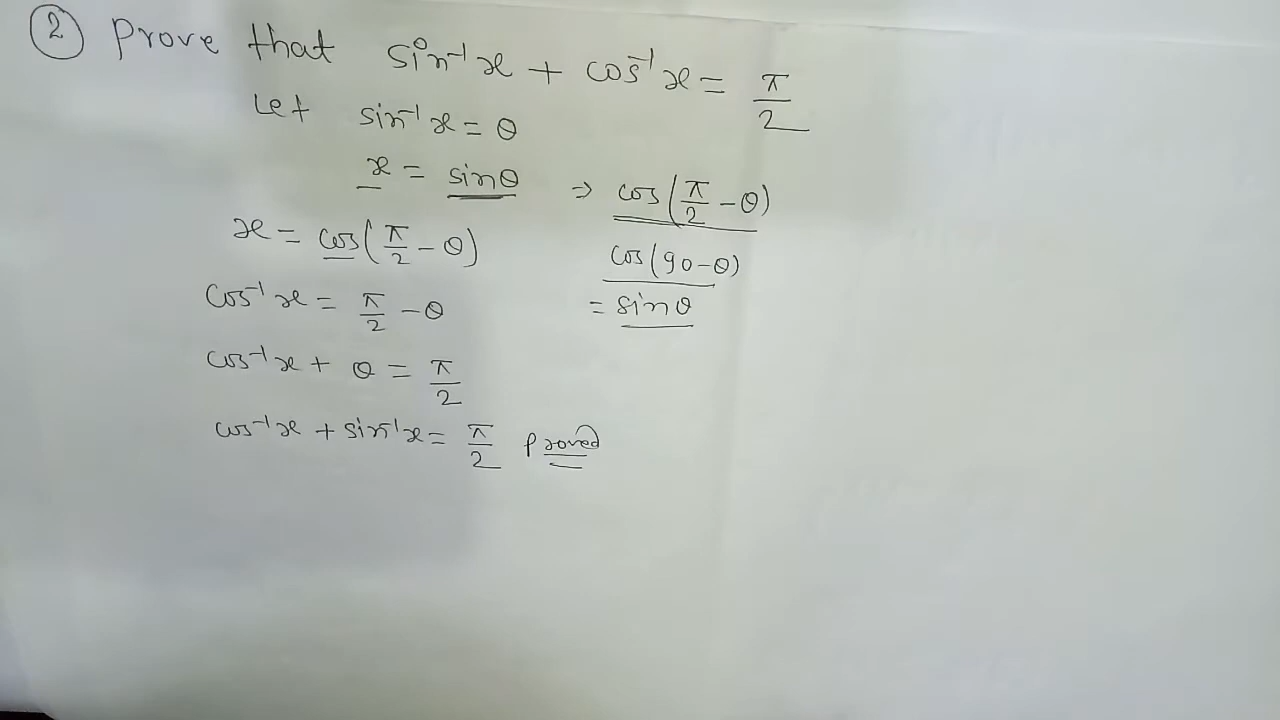 ② Prove that sin⁻¹x + cos⁻¹x = π/2
Let sin⁻¹x = θ
x = sinθ ⇒ cos(π/2 - θ)
x = cos(π/2 - θ)
cos(90-θ)
cos⁻¹x = π/2 - θ
= sinθ
cos⁻¹x + θ = π/2
cos⁻¹x + sin⁻¹x = π/2 proved